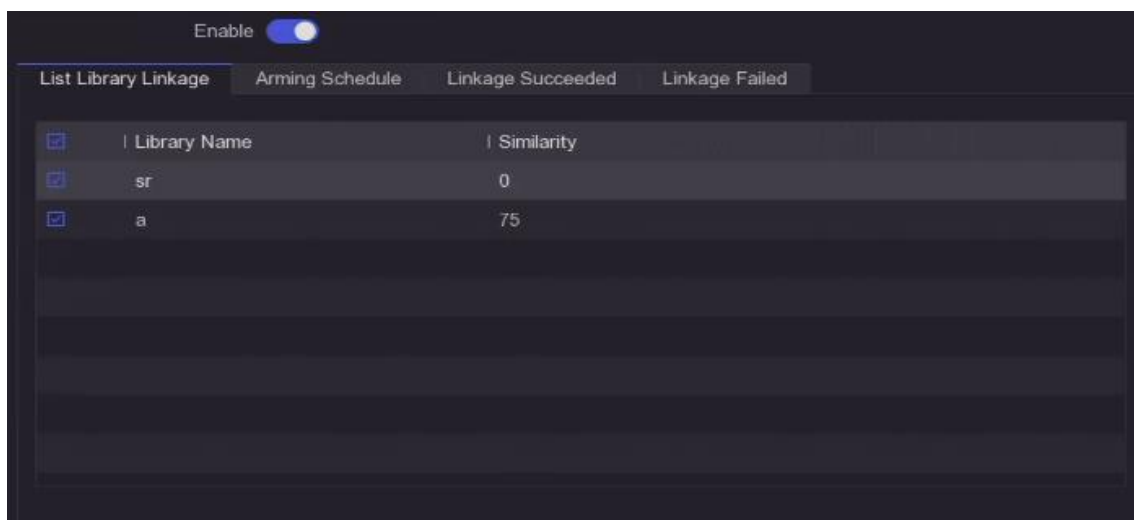 Enable
List Library Linkage Arming Schedule Linkage Succeeded Linkage Failed
Library Name Similarity
sr 0
a 75